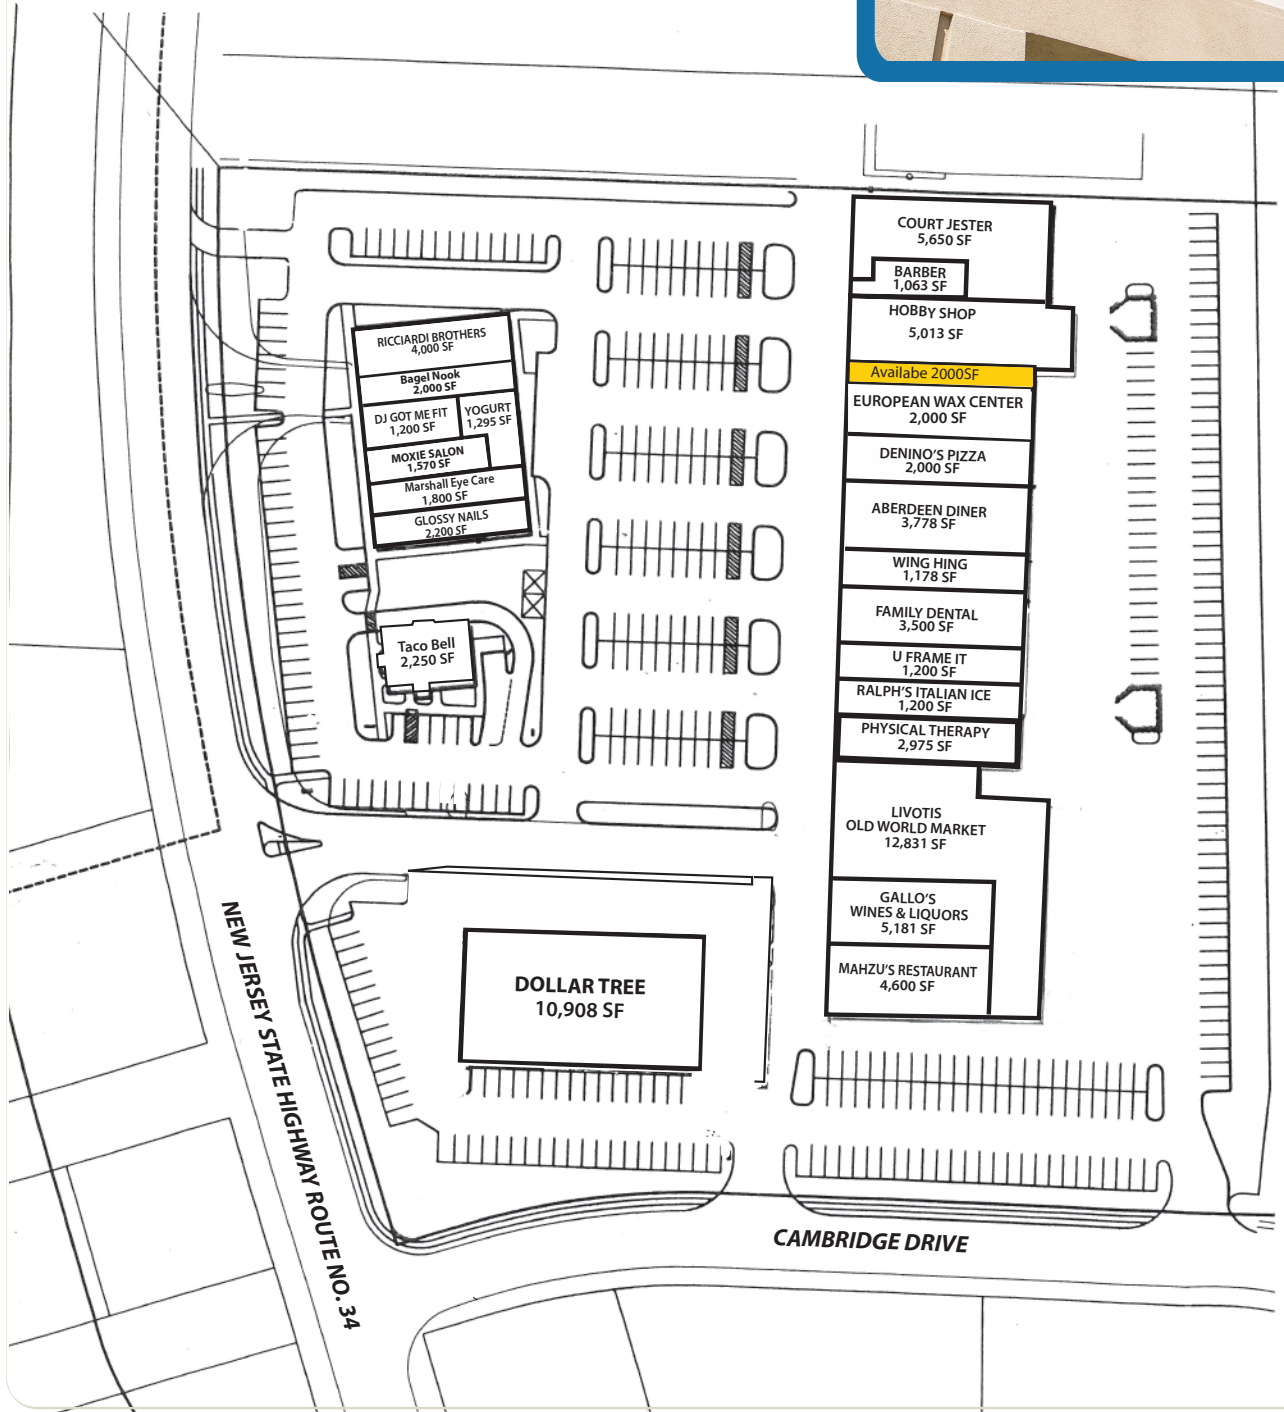 COURT JESTER
5,650 SF
BARBER
1,063 SF
HOBBY SHOP
5,013 SF
Availabe 2000SF
EUROPEAN WAX CENTER
2,000 SF
DENINO'S PIZZA
2,000 SF
ABERDEEN DINER
3,778 SF
WING HING
1,178 SF
FAMILY DENTAL
3,500 SF
U FRAME IT
1,200 SF
RALPH'S ITALIAN ICE
1,200 SF
PHYSICAL THERAPY
2,975 SF
LIVOTIS
OLD WORLD MARKET
12,831 SF
GALLO'S
WINES & LIQUORS
5,181 SF
MAHZU'S RESTAURANT
4,600 SF
RICCIARDI BROTHERS
4,000 SF
Bagel Nook
2,000 SF
DJ GOT ME FIT
1,200 SF
YOGURT
1,295 SF
MOXIE SALON
1,570 SF
Marshall Eye Care
1,800 SF
GLOSSY NAILS
2,200 SF
Taco Bell
2,250 SF
DOLLAR TREE
10,908 SF
NEW JERSEY STATE HIGHWAY ROUTE NO. 34
CAMBRIDGE DRIVE